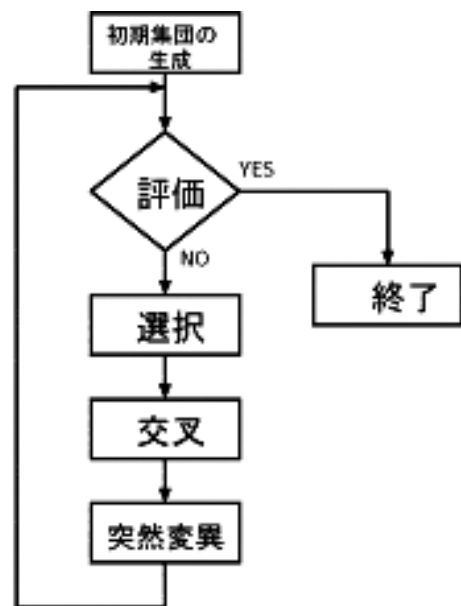 初期集団の
生成
評価
YES
NO
終了
選択
交叉
突然変異